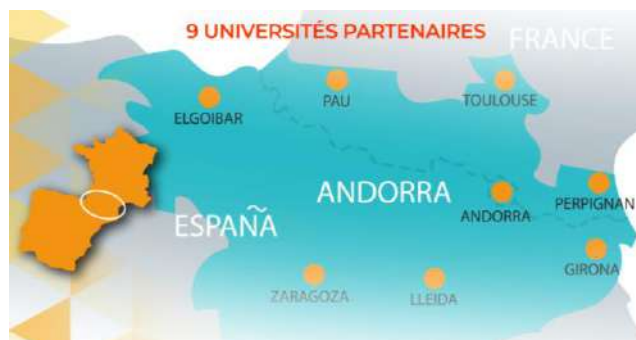 9 UNIVERSITÉS PARTENAIRES
FRANCE
PAU
TOULOUSE
ELGOIBAR
ANDORRA
ANDORRA
PERPIGNAN
ESPAÑA
GIRONA
ZARAGOZA
LLEIDA